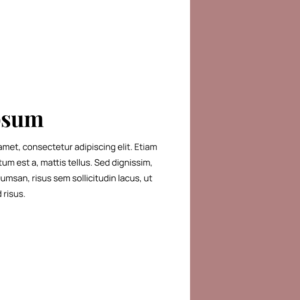 sum
amet, consectetur adipiscing elit. Etiam
tum est a, mattis tellus. Sed dignissim,
umsan, risus sem sollicitudin lacus, ut
risus.